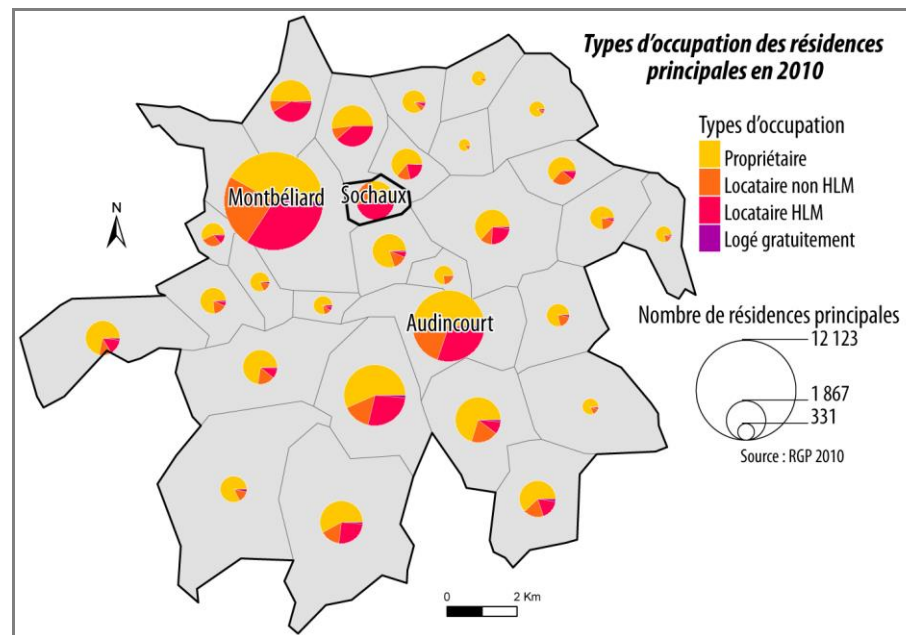 Types d'occupation des résidences
principales en 2010
Types d'occupation
Propriétaire
Locataire non HLM
Locataire HLM
Logé gratuitement
Montbéliard
Sochaux
N
Audincourt
Nombre de résidences principales
12 123
1 867
331
Source : RGP 2010
0 2 Km